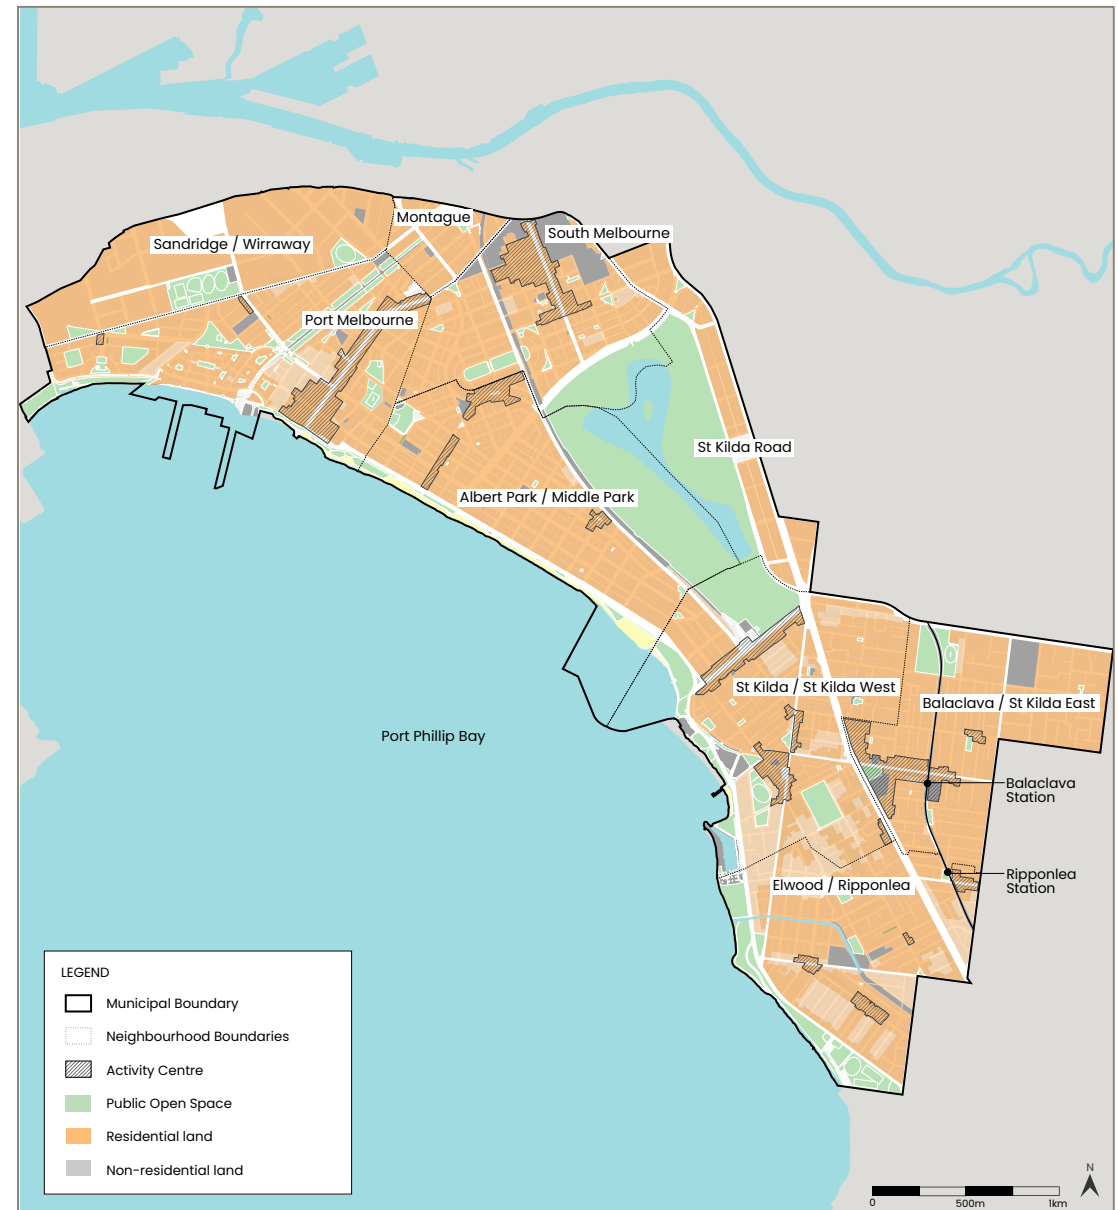 Montague
South Melbourne
Sandridge / Wirraway
Port Melbourne
St Kilda Road
Albert Park / Middle Park
St Kilda / St Kilda West
Balaclava / St Kilda East
Port Phillip Bay
Balaclava
Station
Ripponlea
Station
Elwood / Ripponlea
LEGEND
Municipal Boundary
Neighbourhood Boundaries
Activity Centre
Public Open Space
Residential land
Non-residential land
N
0 500m 1km